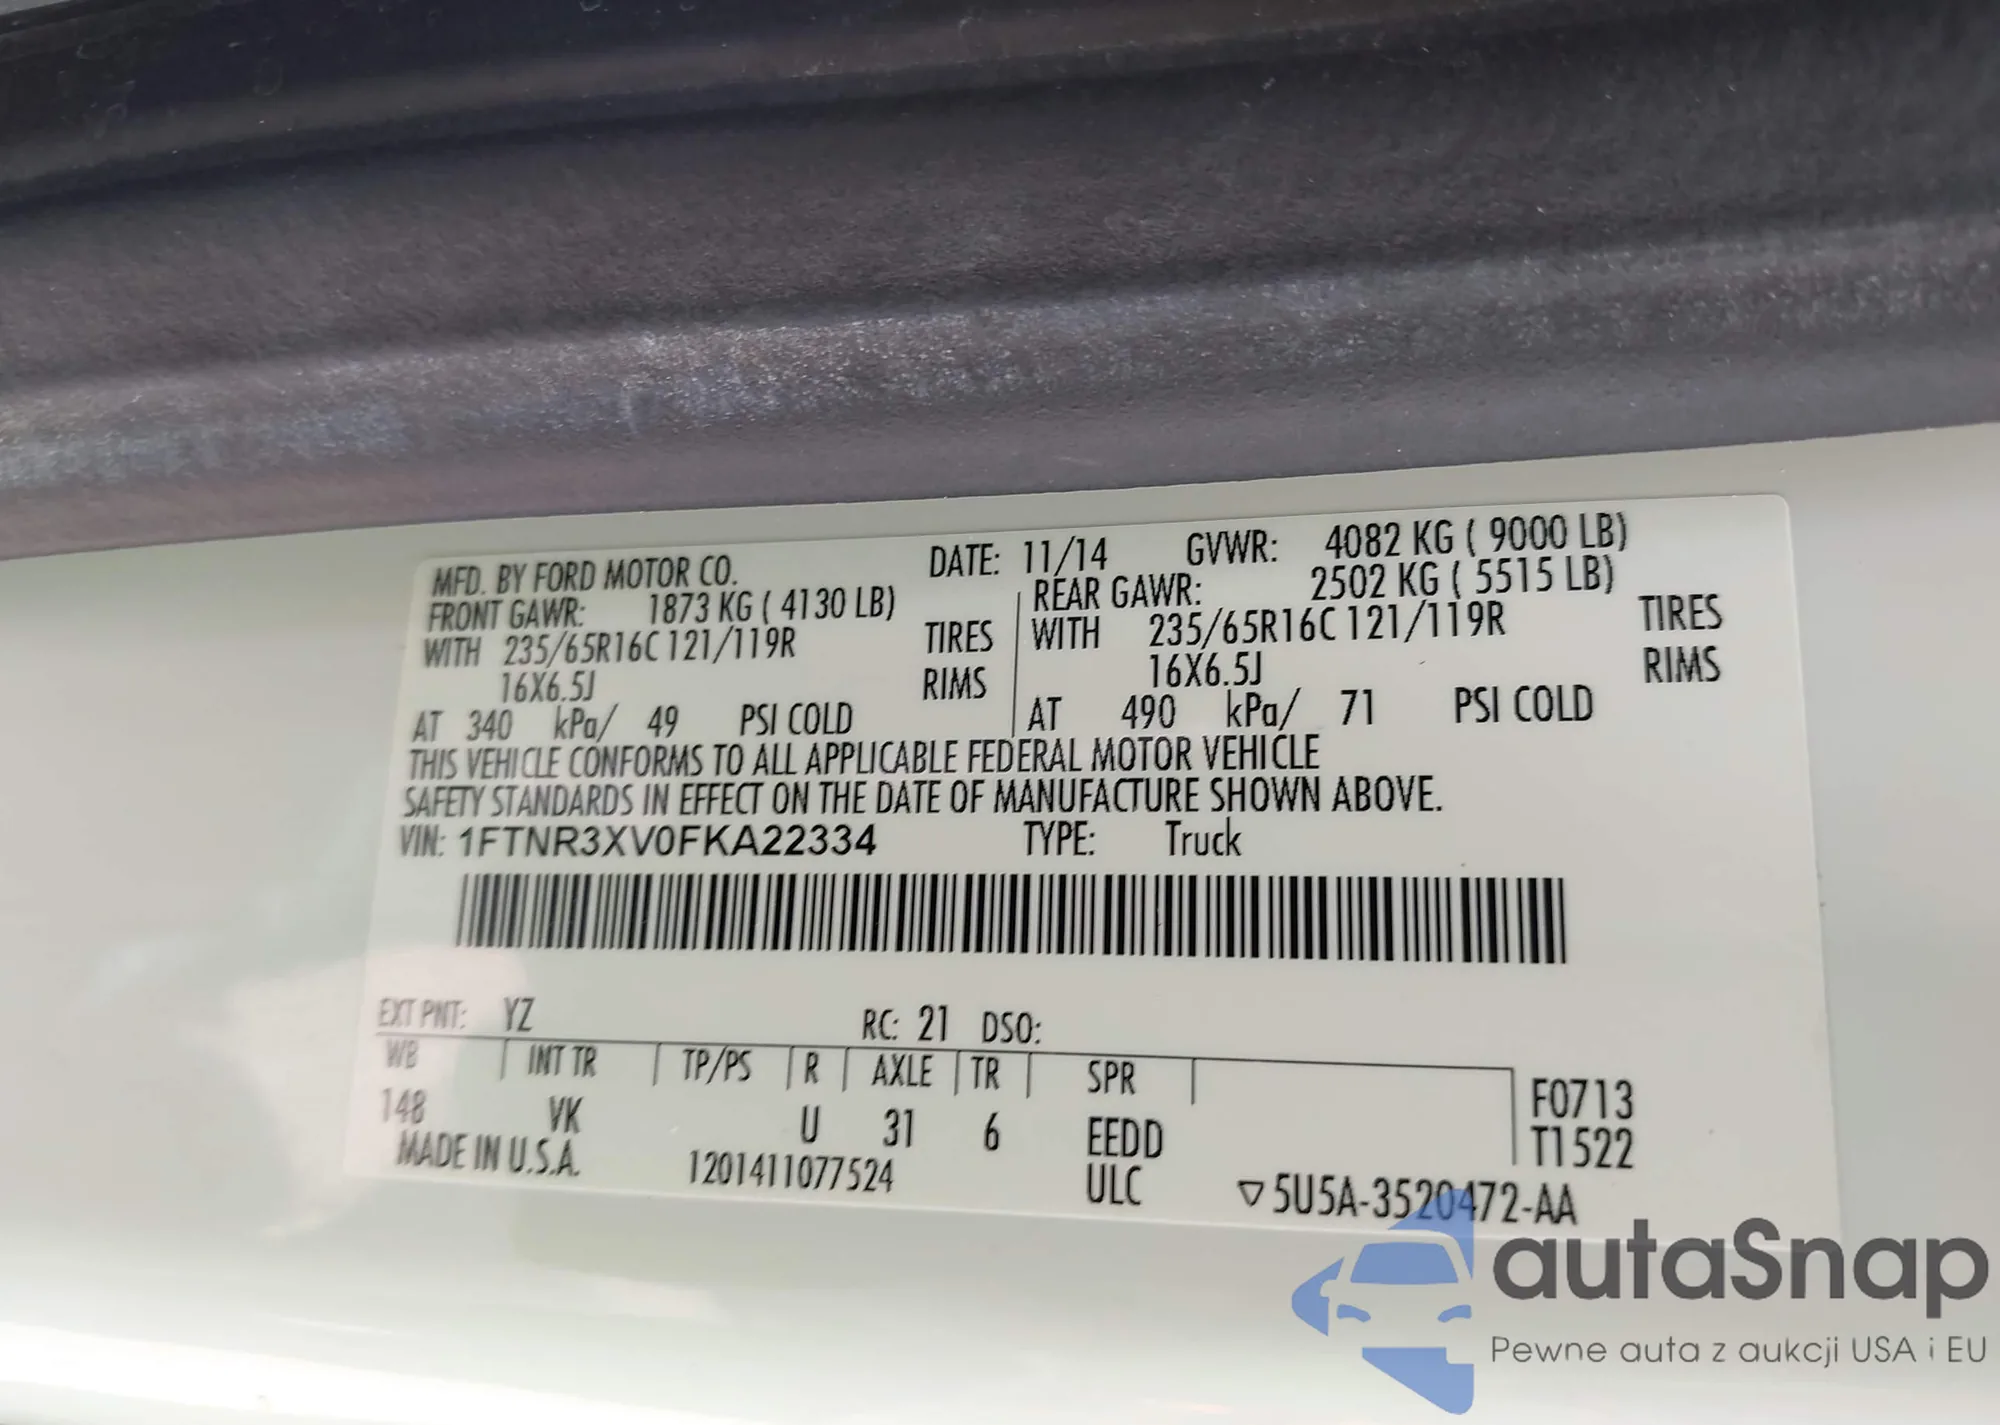 MFD. BY FORD MOTOR CO. DATE: 11/14 GVWR: 4082 KG ( 9000 LB)
FRONT GAWR: 1873 KG ( 4130 LB) REAR GAWR: 2502 KG ( 5515 LB)
WITH 235/65R16C 121/119R TIRES WITH 235/65R16C 121/119R TIRES
16X6.5J RIMS 16X6.5J RIMS
AT 340 kPa/ 49 PSI COLD AT 490 kPa/ 71 PSI COLD
THIS VEHICLE CONFORMS TO ALL APPLICABLE FEDERAL MOTOR VEHICLE
SAFETY STANDARDS IN EFFECT ON THE DATE OF MANUFACTURE SHOWN ABOVE.
VIN: 1FTNR3XV0FKA22334 TYPE: Truck
EXT PNT: YZ RC: 21 DSO:
WB INT TR TP/PS R AXLE TR SPR F0713
148 VK U 31 6 EEDD T1522
MADE IN U.S.A. 1201411077524 ULC ▽5U5A-3520472-AA
autaSnap
Pewne auta z aukcji USA i EU